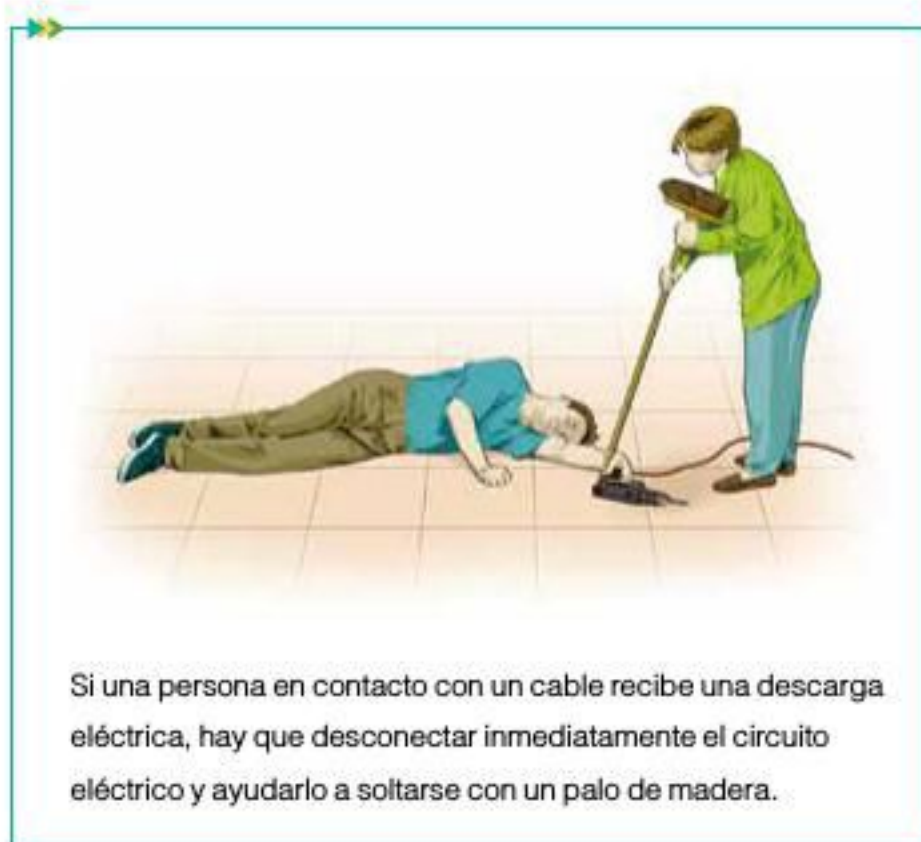 Si una persona en contacto con un cable recibe una descarga
eléctrica, hay que desconectar inmediatamente el circuito
eléctrico y ayudarlo a soltarse con un palo de madera.